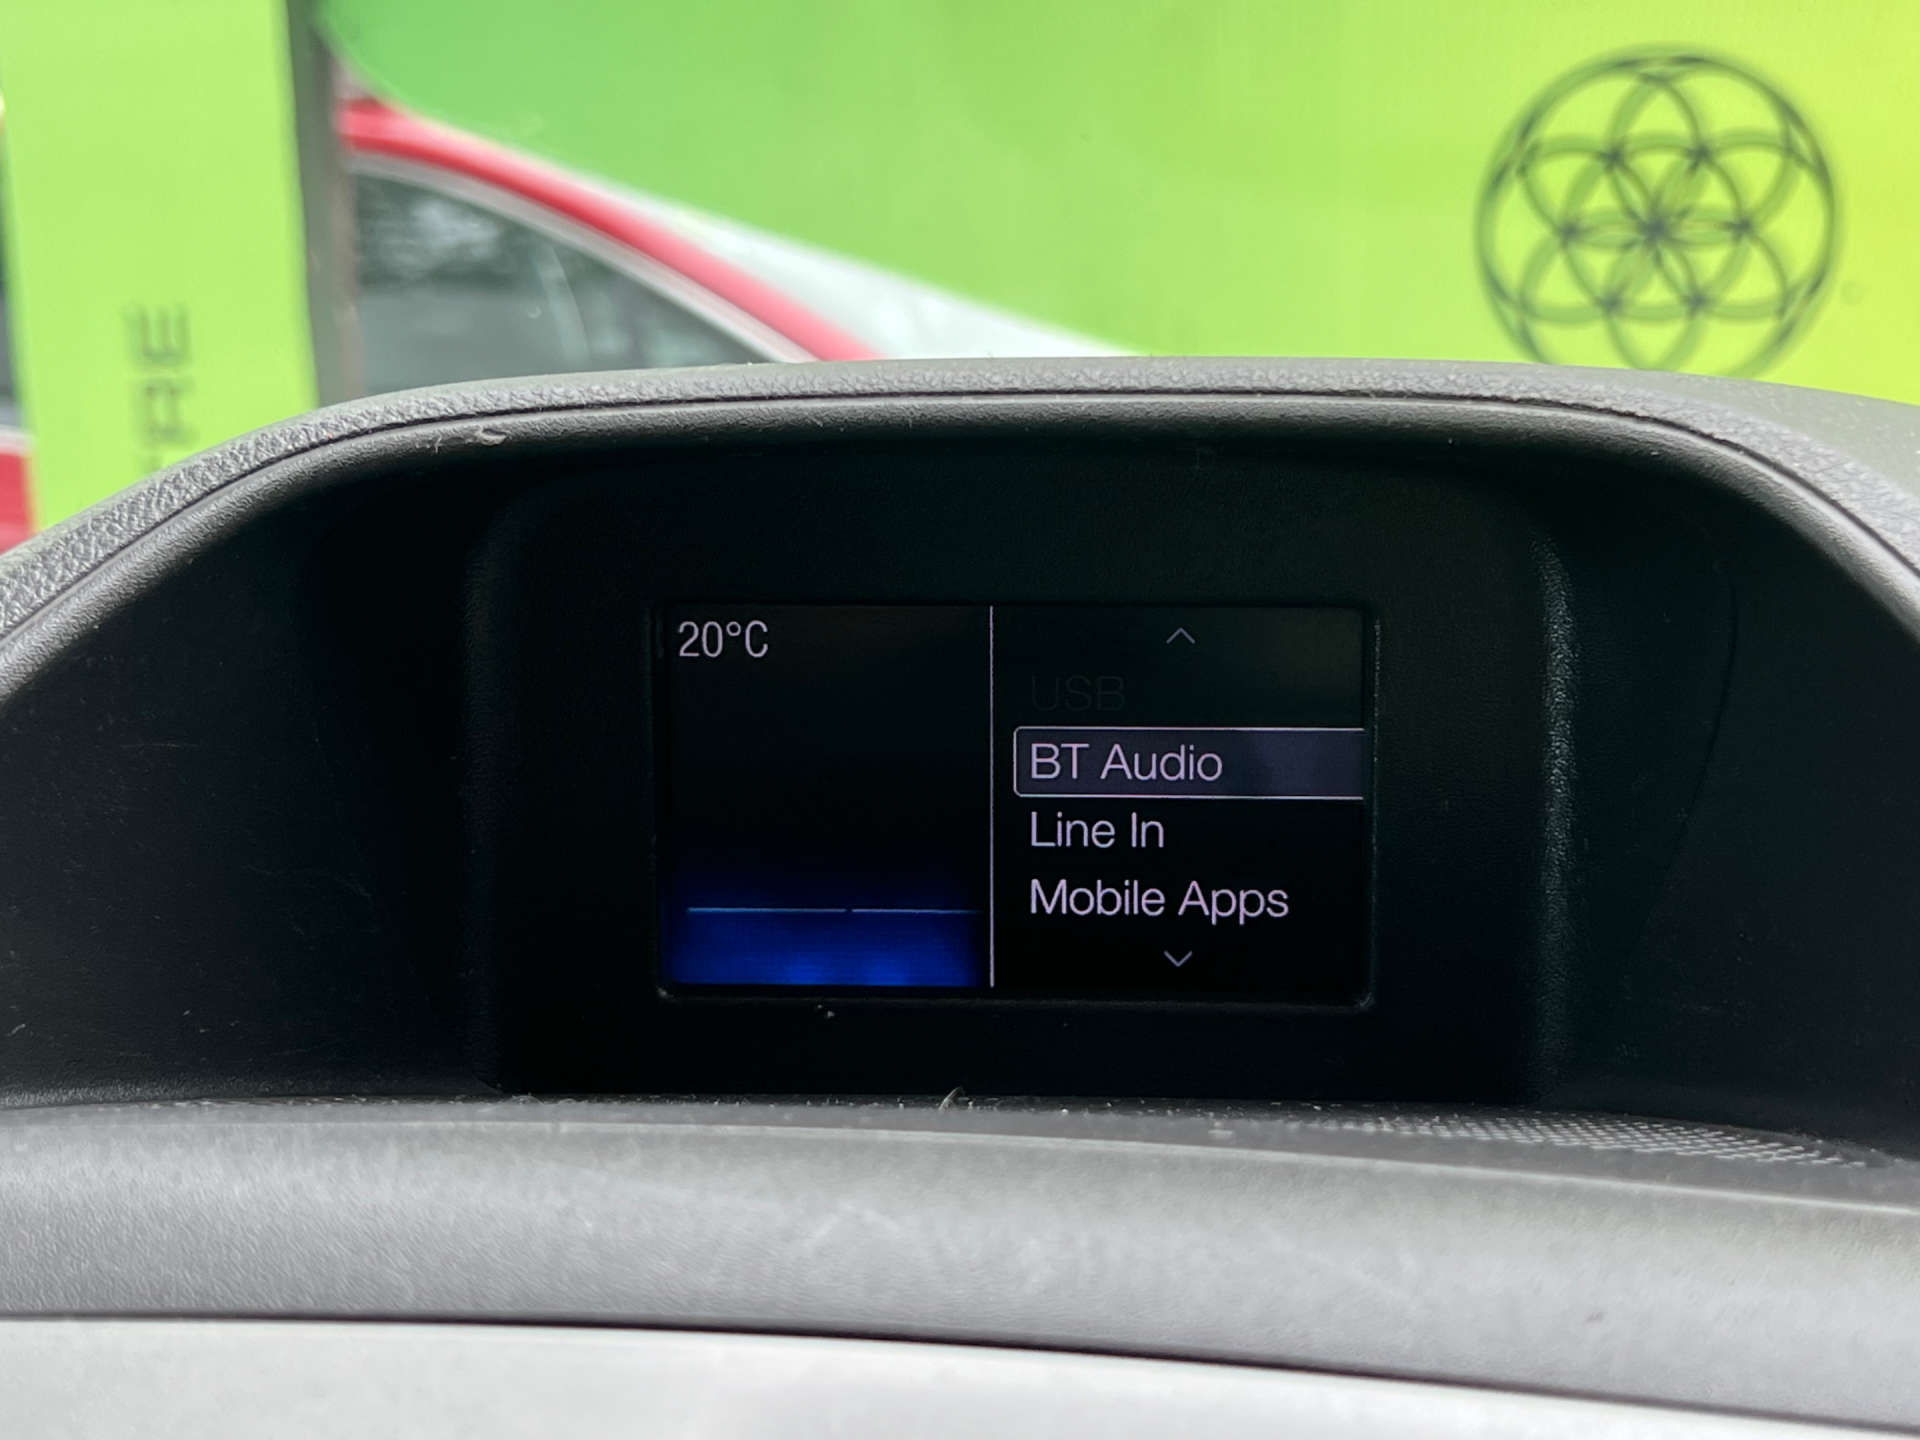 20°C
USB
BT Audio
Line In
Mobile Apps